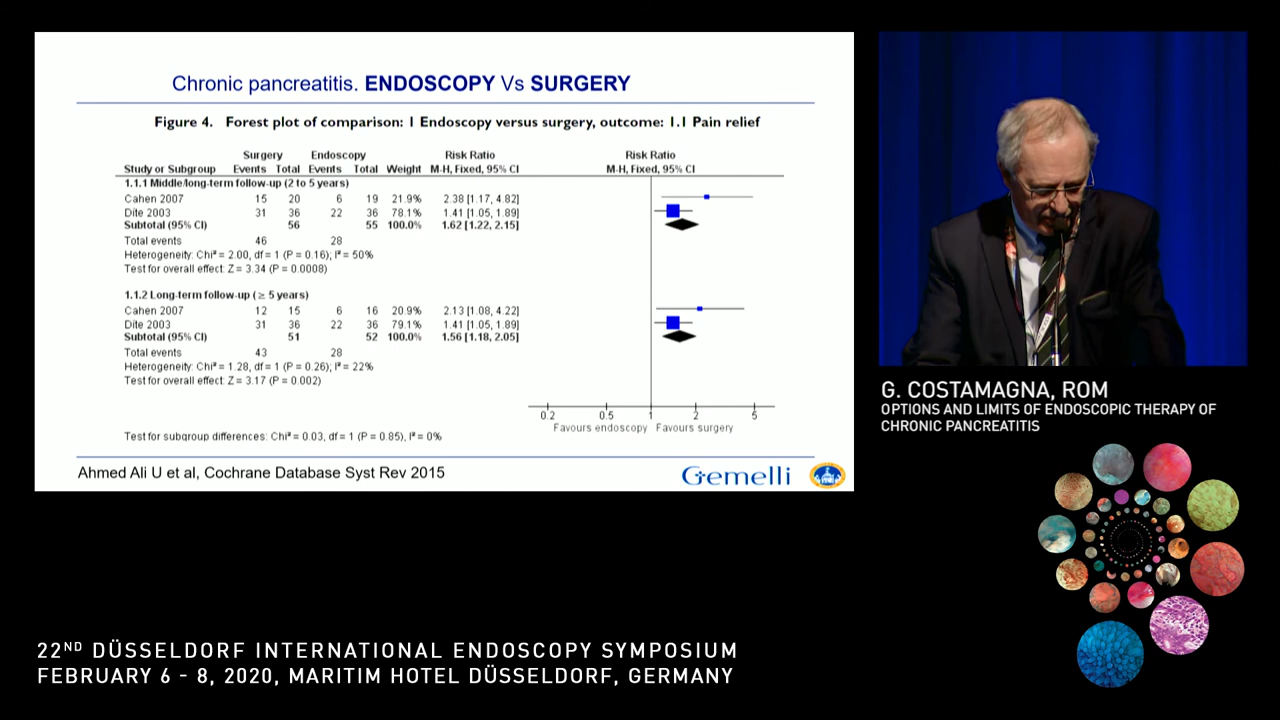 Chronic pancreatitis. ENDOSCOPY Vs SURGERY
Figure 4. Forest plot of comparison: 1 Endoscopy versus surgery, outcome: 1.1 Pain relief
Surgery Endoscopy Risk Ratio Risk Ratio
Study or Subgroup Events Total Events Total Weight M-H, Fixed, 95% CI M-H, Fixed, 95% CI
1.1.1 Middle/long-term follow-up (2 to 5 years)
Cahen 2007 15 20 6 19 21.9% 2.38 [1.17, 4.82]
Dite 2003 31 36 22 36 78.1% 1.41 [1.05, 1.89]
Subtotal (95% CI) 56 55 100.0% 1.62 [1.22, 2.15]
Total events 46 28
Heterogeneity: Chi² = 2.00, df = 1 (P = 0.16); I² = 50%
Test for overall effect: Z = 3.34 (P = 0.0008)
1.1.2 Long-term follow-up (≥ 5 years)
Cahen 2007 12 15 6 16 20.9% 2.13 [1.08, 4.22]
Dite 2003 31 36 22 36 79.1% 1.41 [1.05, 1.89]
Subtotal (95% CI) 51 52 100.0% 1.56 [1.18, 2.05]
Total events 43 28
Heterogeneity: Chi² = 1.28, df = 1 (P = 0.26); I² = 22%
Test for overall effect: Z = 3.17 (P = 0.002)
0.2 0.5 1 2 5
Favours endoscopy Favours surgery
Test for subgroup differences: Chi² = 0.03, df = 1 (P = 0.85), I² = 0%
Ahmed Ali U et al, Cochrane Database Syst Rev 2015
Gemelli
G. COSTAMAGNA, ROM
OPTIONS AND LIMITS OF ENDOSCOPIC THERAPY OF
CHRONIC PANCREATITIS
22ND DÜSSELDORF INTERNATIONAL ENDOSCOPY SYMPOSIUM
FEBRUARY 6 - 8, 2020, MARITIM HOTEL DÜSSELDORF, GERMANY